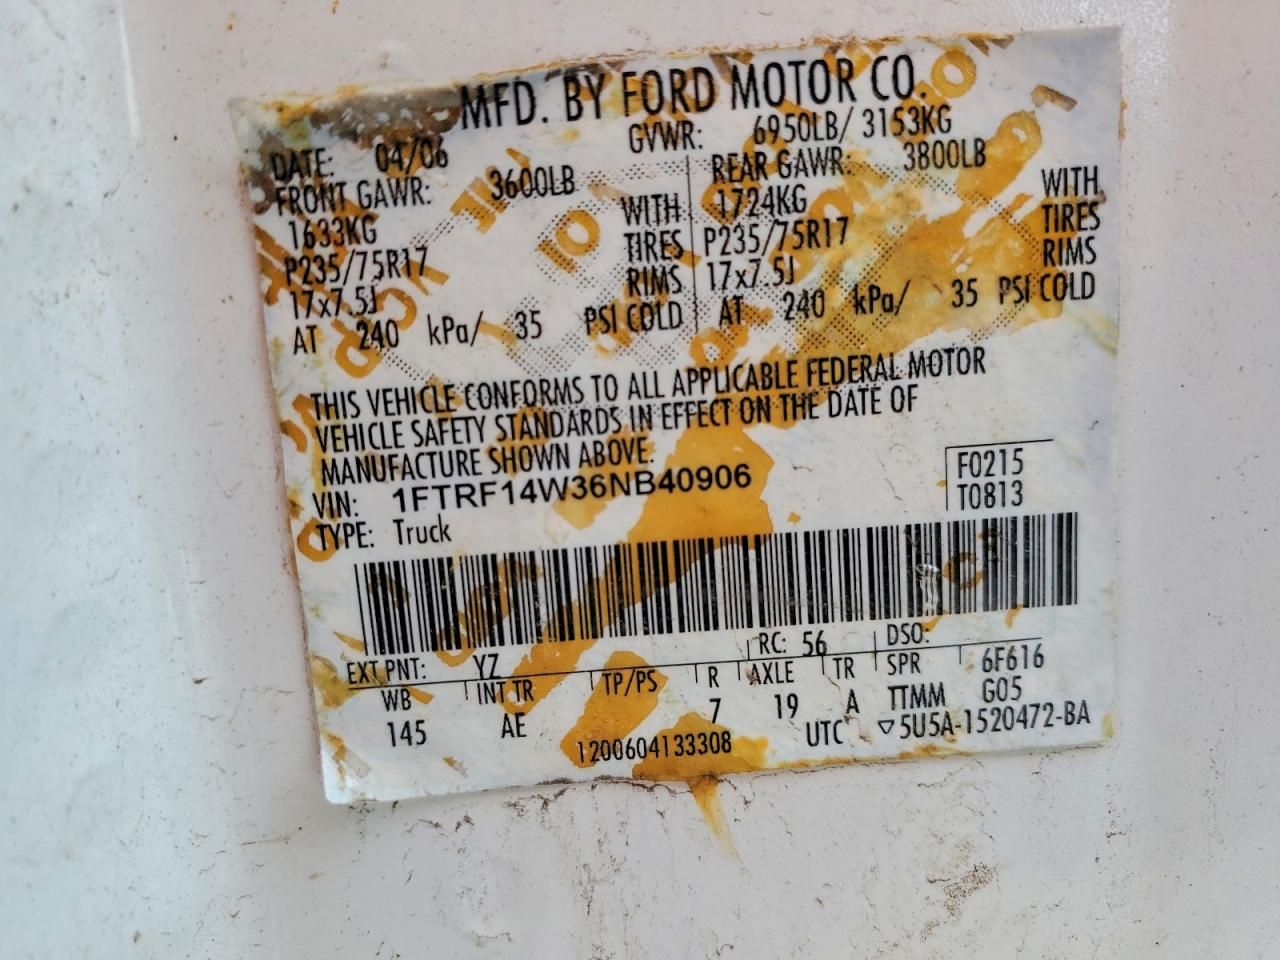 MFD. BY FORD MOTOR CO.
DATE: 04/06 GVWR: 6950LB/ 3153KG
FRONT GAWR: 3600LB REAR GAWR: 3800LB
1633KG WITH 1724KG WITH
P235/75R17 TIRES P235/75R17 TIRES
17x7.5J RIMS 17x7.5J RIMS
AT 240 kPa/ 35 PSI COLD AT 240 kPa/ 35 PSI COLD
THIS VEHICLE CONFORMS TO ALL APPLICABLE FEDERAL MOTOR
VEHICLE SAFETY STANDARDS IN EFFECT ON THE DATE OF
MANUFACTURE SHOWN ABOVE.
VIN: 1FTRF14W36NB40906 F0215
TYPE: Truck T0813
EXT PNT: YZ RC: 56 DSO:
WB INT TR TP/PS R AXLE TR SPR 6F616
145 AE 7 19 A TTMM G05
1200604133308 UTC ▽5U5A-1520472-BA